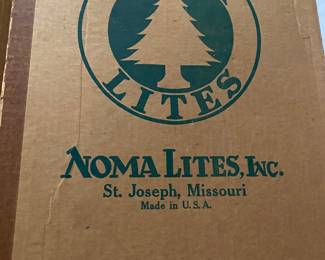 LITES
NOMA LITES, INC.
St. Joseph, Missouri
Made in U.S.A.